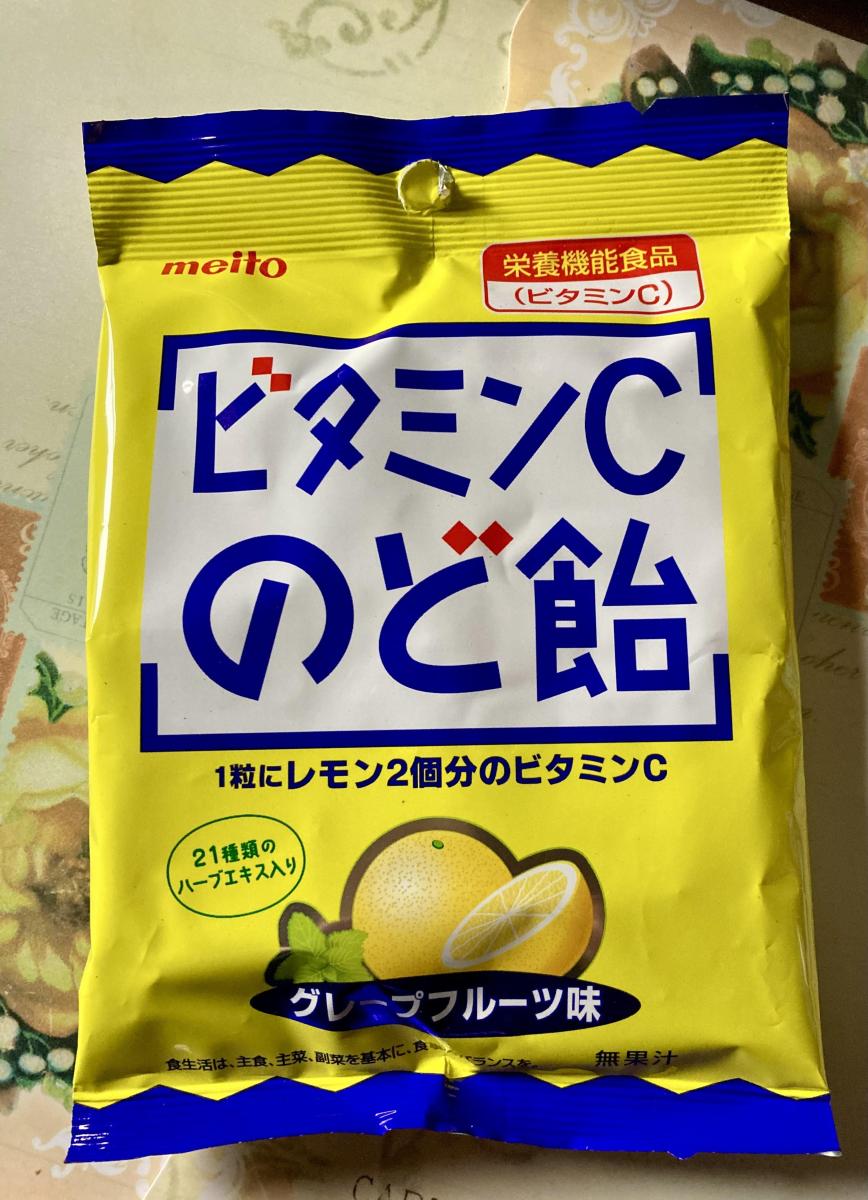 meito
栄養機能食品
(ビタミンC)
ビタミンC
のど飴
1粒にレモン2個分のビタミンC
21種類の
ハーブエキス入り
グレープフルーツ味
食生活は、主食、主菜、副菜を基本に、食 ランスを。
無果汁